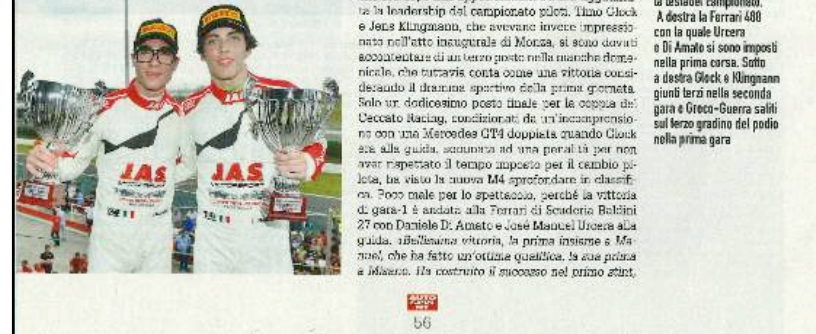 JAS
JAS
ta la leadership del campionato piloti. Timo Glock
e Jens Klingmann, che avevano invece impressio-
nato nell'atto inaugurale di Monza, si sono dovuti
accontentare di un terzo posto nella manche dome-
nicale, che tuttavia conta come una vittoria consi-
derando il dramma sportivo della prima giornata.
Solo un dodicesimo posto finale per la coppia del
Ceccato Racing, condizionati da un'incomprensio-
ne con una Mercedes GT4 doppiata quando Glock
era alla guida, sommata ad una penalità per non
aver rispettato il tempo imposto per il cambio pi-
lota, ha visto la nuova M4 sprofondare in classifi-
ca. Poco male per lo spettacolo, perché la vittoria
di gara-1 è andata alla Ferrari di Scuderia Baldini
27 con Daniele Di Amato e José Manuel Urcera alla
guida. «Bellissima vittoria, la prima insieme a Ma-
nuel, che ha fatto un'ottima qualifica, la sua prima
a Misano. Ha costruito il successo nel primo stint,
la testa del campionato.
A destra la Ferrari 488
con la quale Urcera
e Di Amato si sono imposti
nella prima corsa. Sotto
a destra Glock e Klingmann
giunti terzi nella seconda
gara e Greco-Guerra saliti
sul terzo gradino del podio
nella prima gara
AUTO
56